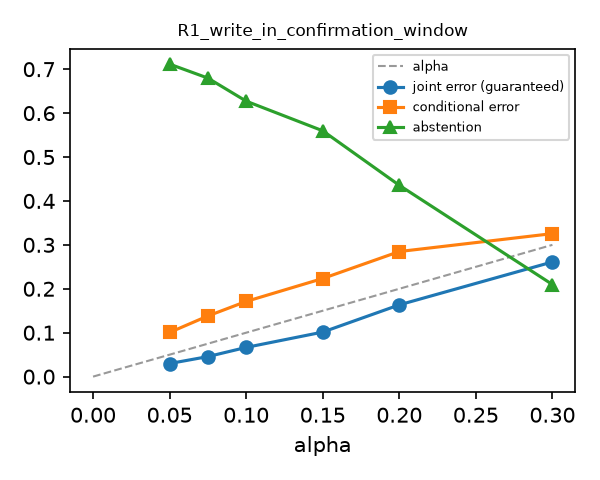 R1_write_in_confirmation_window
alpha
joint error (guaranteed)
conditional error
abstention
0.7
0.6
0.5
0.4
0.3
0.2
0.1
0.0
0.00 0.05 0.10 0.15 0.20 0.25 0.30
alpha